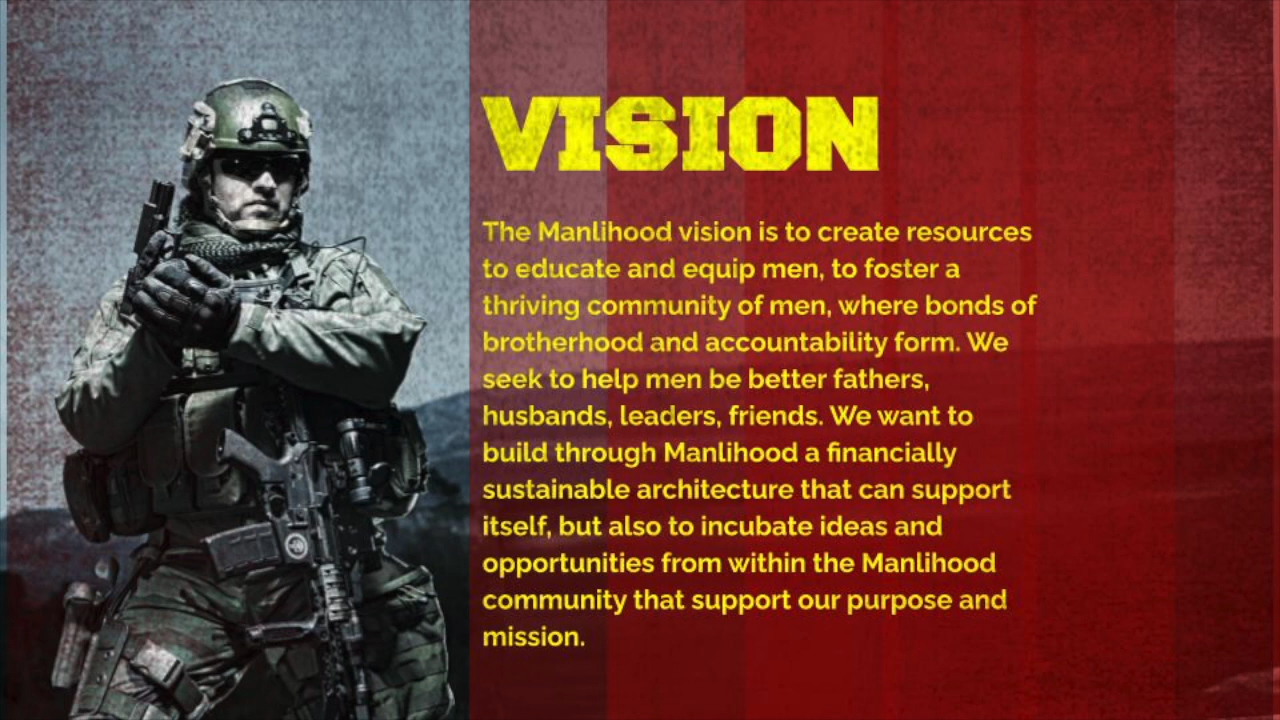 VISION
The Manlihood vision is to create resources
to educate and equip men, to foster a
thriving community of men, where bonds of
brotherhood and accountability form. We
seek to help men be better fathers,
husbands, leaders, friends. We want to
build through Manlihood a financially
sustainable architecture that can support
itself, but also to incubate ideas and
opportunities from within the Manlihood
community that support our purpose and
mission.